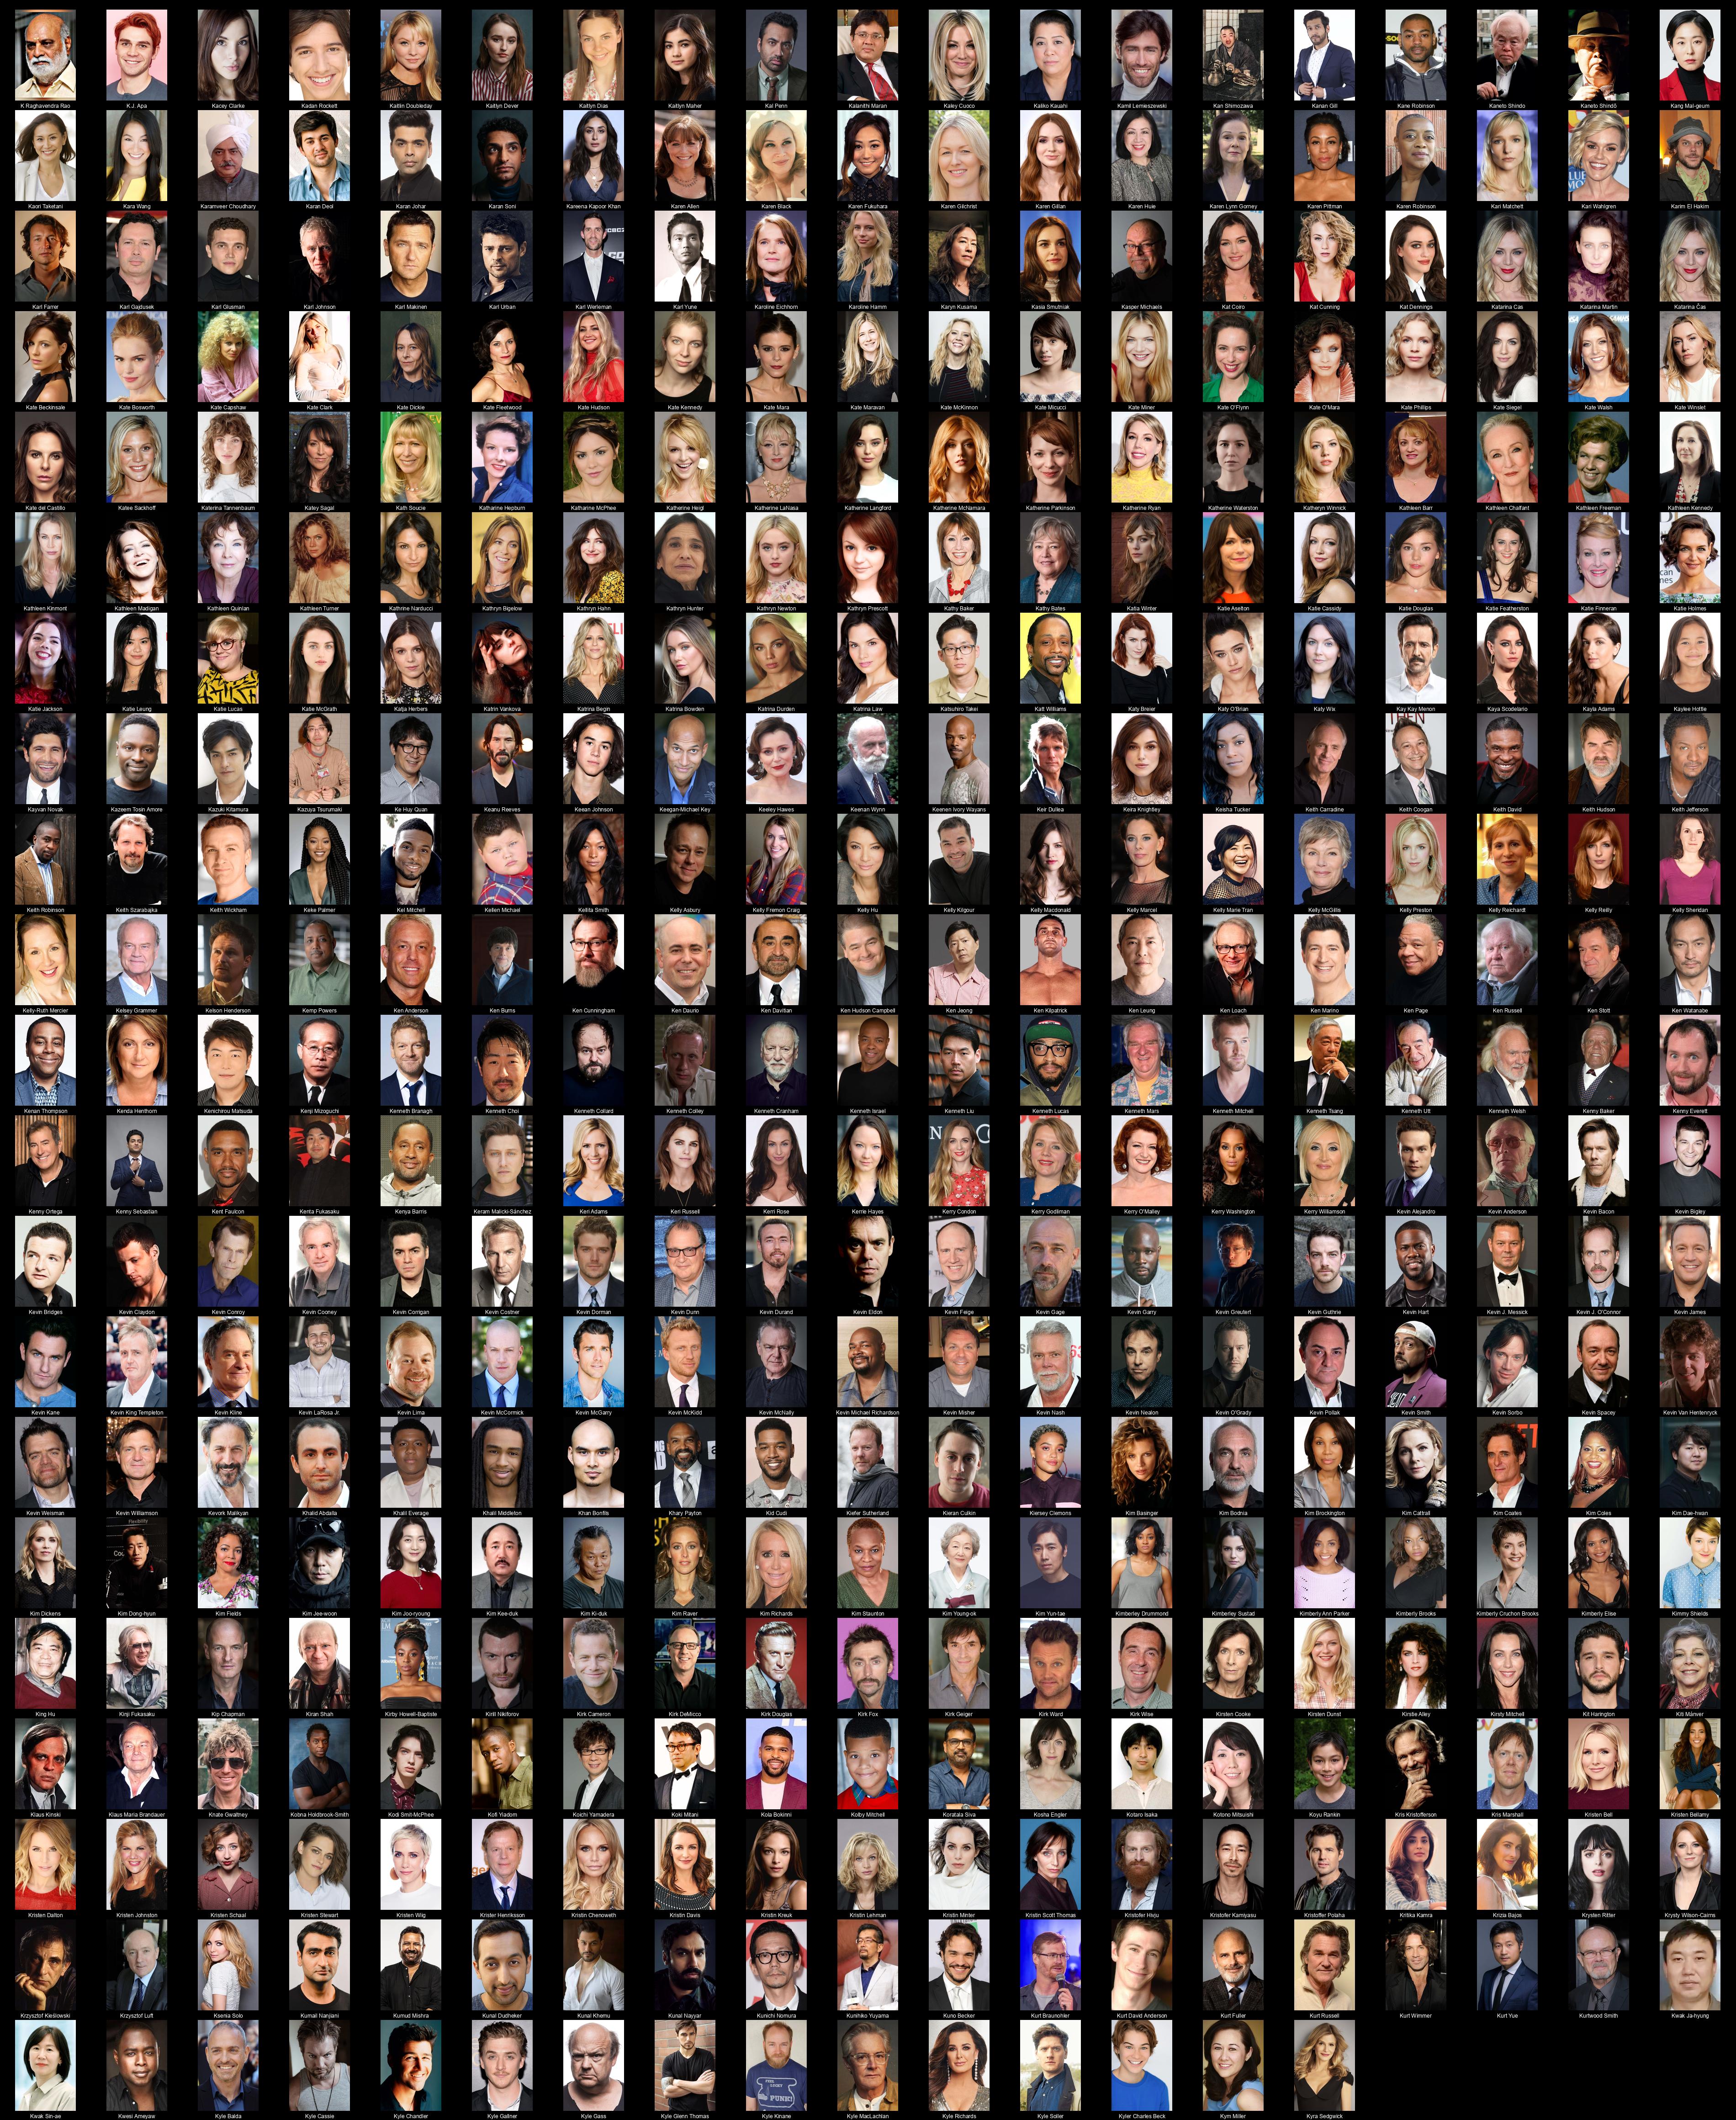 K Raghavendra Rao K.J. Apa Kacey Clarke Kadan Rockett Kaitlin Doubleday Kaitlyn Dever Kaitlyn Dias Kaitlyn Maher Kal Penn Kalanithi Maran Kaley Cuoco Kaliko Kauahi Kamil Lemieszewski Kan Shimozawa Kanan Gill Kane Robinson Kaneto Shindo Kaneto Shindō Kang Mal-geum
Kaori Taketani Kara Wang Karamveer Choudhary Karan Deol Karan Johar Karan Soni Kareena Kapoor Khan Karen Allen Karen Black Karen Fukuhara Karen Gilchrist Karen Gillan Karen Huie Karen Lynn Gorney Karen Pittman Karen Robinson Kari Matchett Kari Wahlgren Karim El Hakim
Karl Farrer Karl Gajdusek Karl Glusman Karl Johnson Karl Makinen Karl Urban Karl Werleman Karl Yune Karoline Eichhorn Karoline Hamm Karyn Kusama Kasia Smutniak Kasper Michaels Kat Coiro Kat Cunning Kat Dennings Katarina Cas Katarina Martin Katarina Čas
Kate Beckinsale Kate Bosworth Kate Capshaw Kate Clark Kate Dickie Kate Fleetwood Kate Hudson Kate Kennedy Kate Mara Kate Maravan Kate McKinnon Kate Micucci Kate Miner Kate O'Flynn Kate O'Mara Kate Phillips Kate Siegel Kate Walsh Kate Winslet
Kate del Castillo Katee Sackhoff Katerina Tannenbaum Katey Sagal Kath Soucie Katharine Hepburn Katharine McPhee Katherine Heigl Katherine LaNasa Katherine Langford Katherine McNamara Katherine Parkinson Katherine Ryan Katherine Waterston Katheryn Winnick Kathleen Barr Kathleen Chalfant Kathleen Freeman Kathleen Kennedy
Kathleen Kinmont Kathleen Madigan Kathleen Quinlan Kathleen Turner Kathrine Narducci Kathryn Bigelow Kathryn Hahn Kathryn Hunter Kathryn Newton Kathryn Prescott Kathy Baker Kathy Bates Katia Winter Katie Aselton Katie Cassidy Katie Douglas Katie Featherston Katie Finneran Katie Holmes
Katie Jackson Katie Leung Katie Lucas Katie McGrath Katja Herbers Katrin Vankova Katrina Begin Katrina Bowden Katrina Durden Katrina Law Katsuhiro Takei Katt Williams Katy Breier Katy O'Brian Katy Wix Kay Kay Menon Kaya Scodelario Kayla Adams Kaylee Hottle
Kayvan Novak Kazeem Tosin Amore Kazuki Kitamura Kazuya Tsurumaki Ke Huy Quan Keanu Reeves Keean Johnson Keegan-Michael Key Keeley Hawes Keenan Wynn Keenen Ivory Wayans Keir Dullea Keira Knightley Keisha Tucker Keith Carradine Keith Coogan Keith David Keith Hudson Keith Jefferson
Keith Robinson Keith Szarabajka Keith Wickham Keke Palmer Kel Mitchell Kellen Michael Kellita Smith Kelly Asbury Kelly Fremon Craig Kelly Hu Kelly Kilgour Kelly Macdonald Kelly Marcel Kelly Marie Tran Kelly McGillis Kelly Preston Kelly Reichardt Kelly Reilly Kelly Sheridan
Kelly-Ruth Mercier Kelsey Grammer Kelson Henderson Kemp Powers Ken Anderson Ken Burns Ken Cunningham Ken Daurio Ken Davitian Ken Hudson Campbell Ken Jeong Ken Kilpatrick Ken Leung Ken Loach Ken Marino Ken Page Ken Russell Ken Stott Ken Watanabe
Kenan Thompson Kenda Henthorn Kenichirou Matsuda Kenji Mizoguchi Kenneth Branagh Kenneth Choi Kenneth Collard Kenneth Colley Kenneth Cranham Kenneth Israel Kenneth Liu Kenneth Lucas Kenneth Mars Kenneth Mitchell Kenneth Tsang Kenneth Utt Kenneth Welsh Kenny Baker Kenny Everett
Kenny Ortega Kenny Sebastian Kent Faulcon Kenta Fukasaku Kenya Barris Keram Malicki-Sánchez Keri Adams Keri Russell Kerri Rose Kerrie Hayes Kerry Condon Kerry Godliman Kerry O'Malley Kerry Washington Kerry Williamson Kevin Alejandro Kevin Anderson Kevin Bacon Kevin Bigley
Kevin Bridges Kevin Claydon Kevin Conroy Kevin Cooney Kevin Corrigan Kevin Costner Kevin Dorman Kevin Dunn Kevin Durand Kevin Eldon Kevin Feige Kevin Gage Kevin Garry Kevin Greutert Kevin Guthrie Kevin Hart Kevin J. Messick Kevin J. O'Connor Kevin James
Kevin Kane Kevin King Templeton Kevin Kline Kevin LaRosa Jr. Kevin Lima Kevin McCormick Kevin McGarry Kevin McKidd Kevin McNally Kevin Michael Richardson Kevin Misher Kevin Nash Kevin Nealon Kevin O'Grady Kevin Pollak Kevin Smith Kevin Sorbo Kevin Spacey Kevin Van Hentenryck
Kevin Weisman Kevin Williamson Kevork Malikyan Khalid Abdalla Khalil Everage Khalil Middleton Khan Bonfils Khary Payton Kid Cudi Kiefer Sutherland Kieran Culkin Kiersey Clemons Kim Basinger Kim Bodnia Kim Brockington Kim Cattrall Kim Coates Kim Coles Kim Dae-hwan
Kim Dickens Kim Dong-hyun Kim Fields Kim Jee-woon Kim Joo-ryoung Kim Kee-duk Kim Ki-duk Kim Raver Kim Richards Kim Staunton Kim Young-ok Kim Yun-tae Kimberley Drummond Kimberley Sustad Kimberly Ann Parker Kimberly Brooks Kimberly Cruchon Brooks Kimberly Elise Kimmy Shields
King Hu Kinji Fukasaku Kip Chapman Kiran Shah Kirby Howell-Baptiste Kirill Nikiforov Kirk Cameron Kirk DeMicco Kirk Douglas Kirk Fox Kirk Geiger Kirk Ward Kirk Wise Kirsten Cooke Kirsten Dunst Kirstie Alley Kirsty Mitchell Kit Harington Kiti Mánver
Klaus Kinski Klaus Maria Brandauer Knate Gwaltney Kobna Holdbrook-Smith Kodi Smit-McPhee Kofi Yiadom Koichi Yamadera Koki Mitani Kola Bokinni Kolby Mitchell Koratala Siva Kosha Engler Kotaro Isaka Kotono Mitsuishi Koyu Rankin Kris Kristofferson Kris Marshall Kristen Bell Kristen Bellamy
Kristen Dalton Kristen Johnston Kristen Schaal Kristen Stewart Kristen Wiig Krister Henriksson Kristin Chenoweth Kristin Davis Kristin Kreuk Kristin Lehman Kristin Minter Kristin Scott Thomas Kristofer Hivju Kristofer Kamiyasu Kristoffer Polaha Kritika Kamra Krizia Bajos Krysten Ritter Krysty Wilson-Cairns
Krzysztof Kieślowski Krzysztof Luft Ksenia Solo Kumail Nanjiani Kumud Mishra Kunal Dudheker Kunal Khemu Kunal Nayyar Kunichi Nomura Kunihiko Yuyama Kuno Becker Kurt Braunohler Kurt David Anderson Kurt Fuller Kurt Russell Kurt Wimmer Kurt Yue Kurtwood Smith Kwak Ja-hyung
Kwak Sin-ae Kwesi Ameyaw Kyle Balda Kyle Cassie Kyle Chandler Kyle Gallner Kyle Gass Kyle Glenn Thomas Kyle Kinane Kyle MacLachlan Kyle Richards Kyle Soller Kyler Charles Beck Kym Miller Kyra Sedgwick